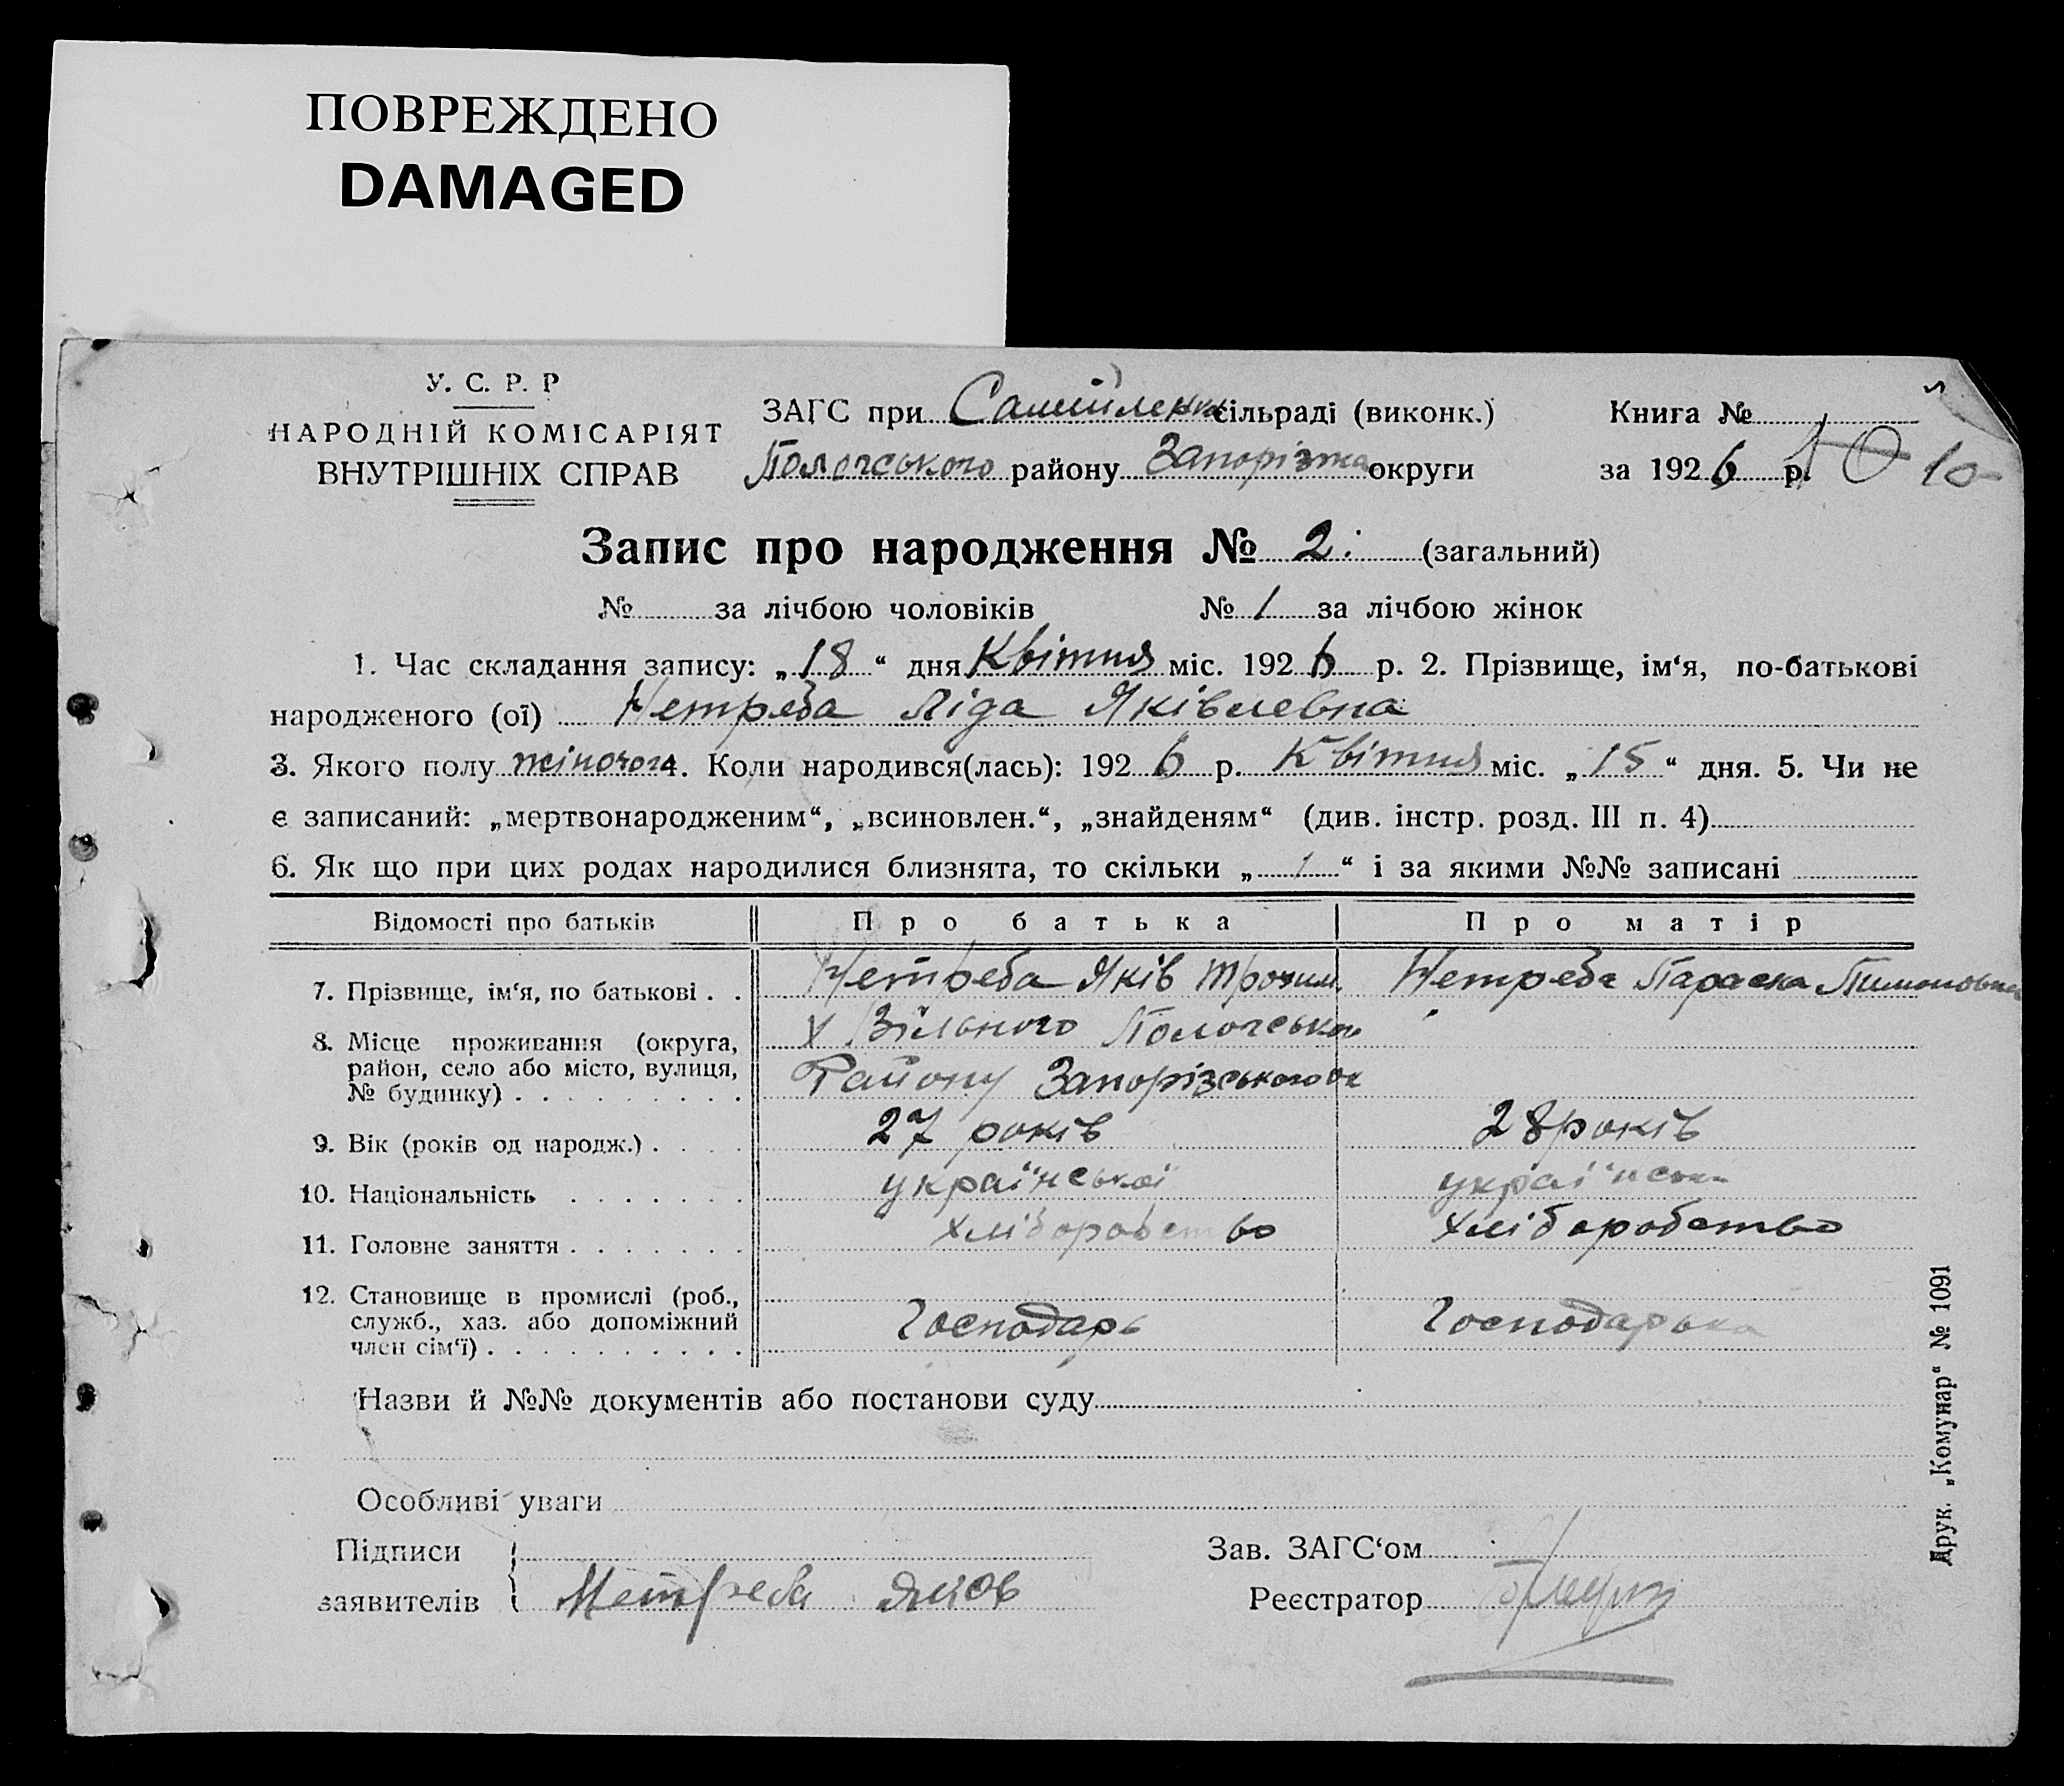 ПОВРЕЖДЕНО
DAMAGED
У. С. Р. Р
НАРОДНІЙ КОМІСАРІЯТ
ВНУТРІШНІХ СПРАВ
ЗАГС при сільраді (виконк.)
Пологського району Запоріжжа округи
Книга №
за 1926 р. 10
Запис про народження № 2. (загальний)
№ за лічбою чоловіків № 1 за лічбою жінок
1. Час складання запису: „18“ дня Квітня міс. 1926 р. 2. Прізвище, ім‘я, по-батькові
народженого (ої) Нетреба Ліда Яківлевна
3. Якого полу жіночого 4. Коли народився(лась): 1926 р. Квітня міс. „15“ дня. 5. Чи не
є записаний: „мертвонародженим“, „всиновлен.“, „знайденям“ (див. інстр. розд. III п. 4)
6. Як що при цих родах народилися близнята, то скільки „1“ і за якими №№ записані
Відомості про батьків Про батька Про матір
7. Прізвище, ім‘я, по батькові . . Нетреба Яків Трохим. Нетреба Параска Пимоновна
8. Місце проживання (округа, район, село або місто, вулиця, № будинку) . . . . . . . . . х Вільного Пологського
Району Запорізського ок
9. Вік (років од народж.) . . . . 27 років 28 років
10. Національність . . . . . . . української українськ
11. Головне заняття . . . . . . . хліборобство хліборобство
12. Становище в промислі (роб., служб., хаз. або допоміжний член сім‘ї) . . . . . . . . . . Господарь Господарька
Назви й №№ документів або постанови суду
Особливі уваги
Підписи
заявителів Нетреба Яков
Зав. ЗАГС‘ом
Реєстратор
Друк. „Комунар“ № 1091